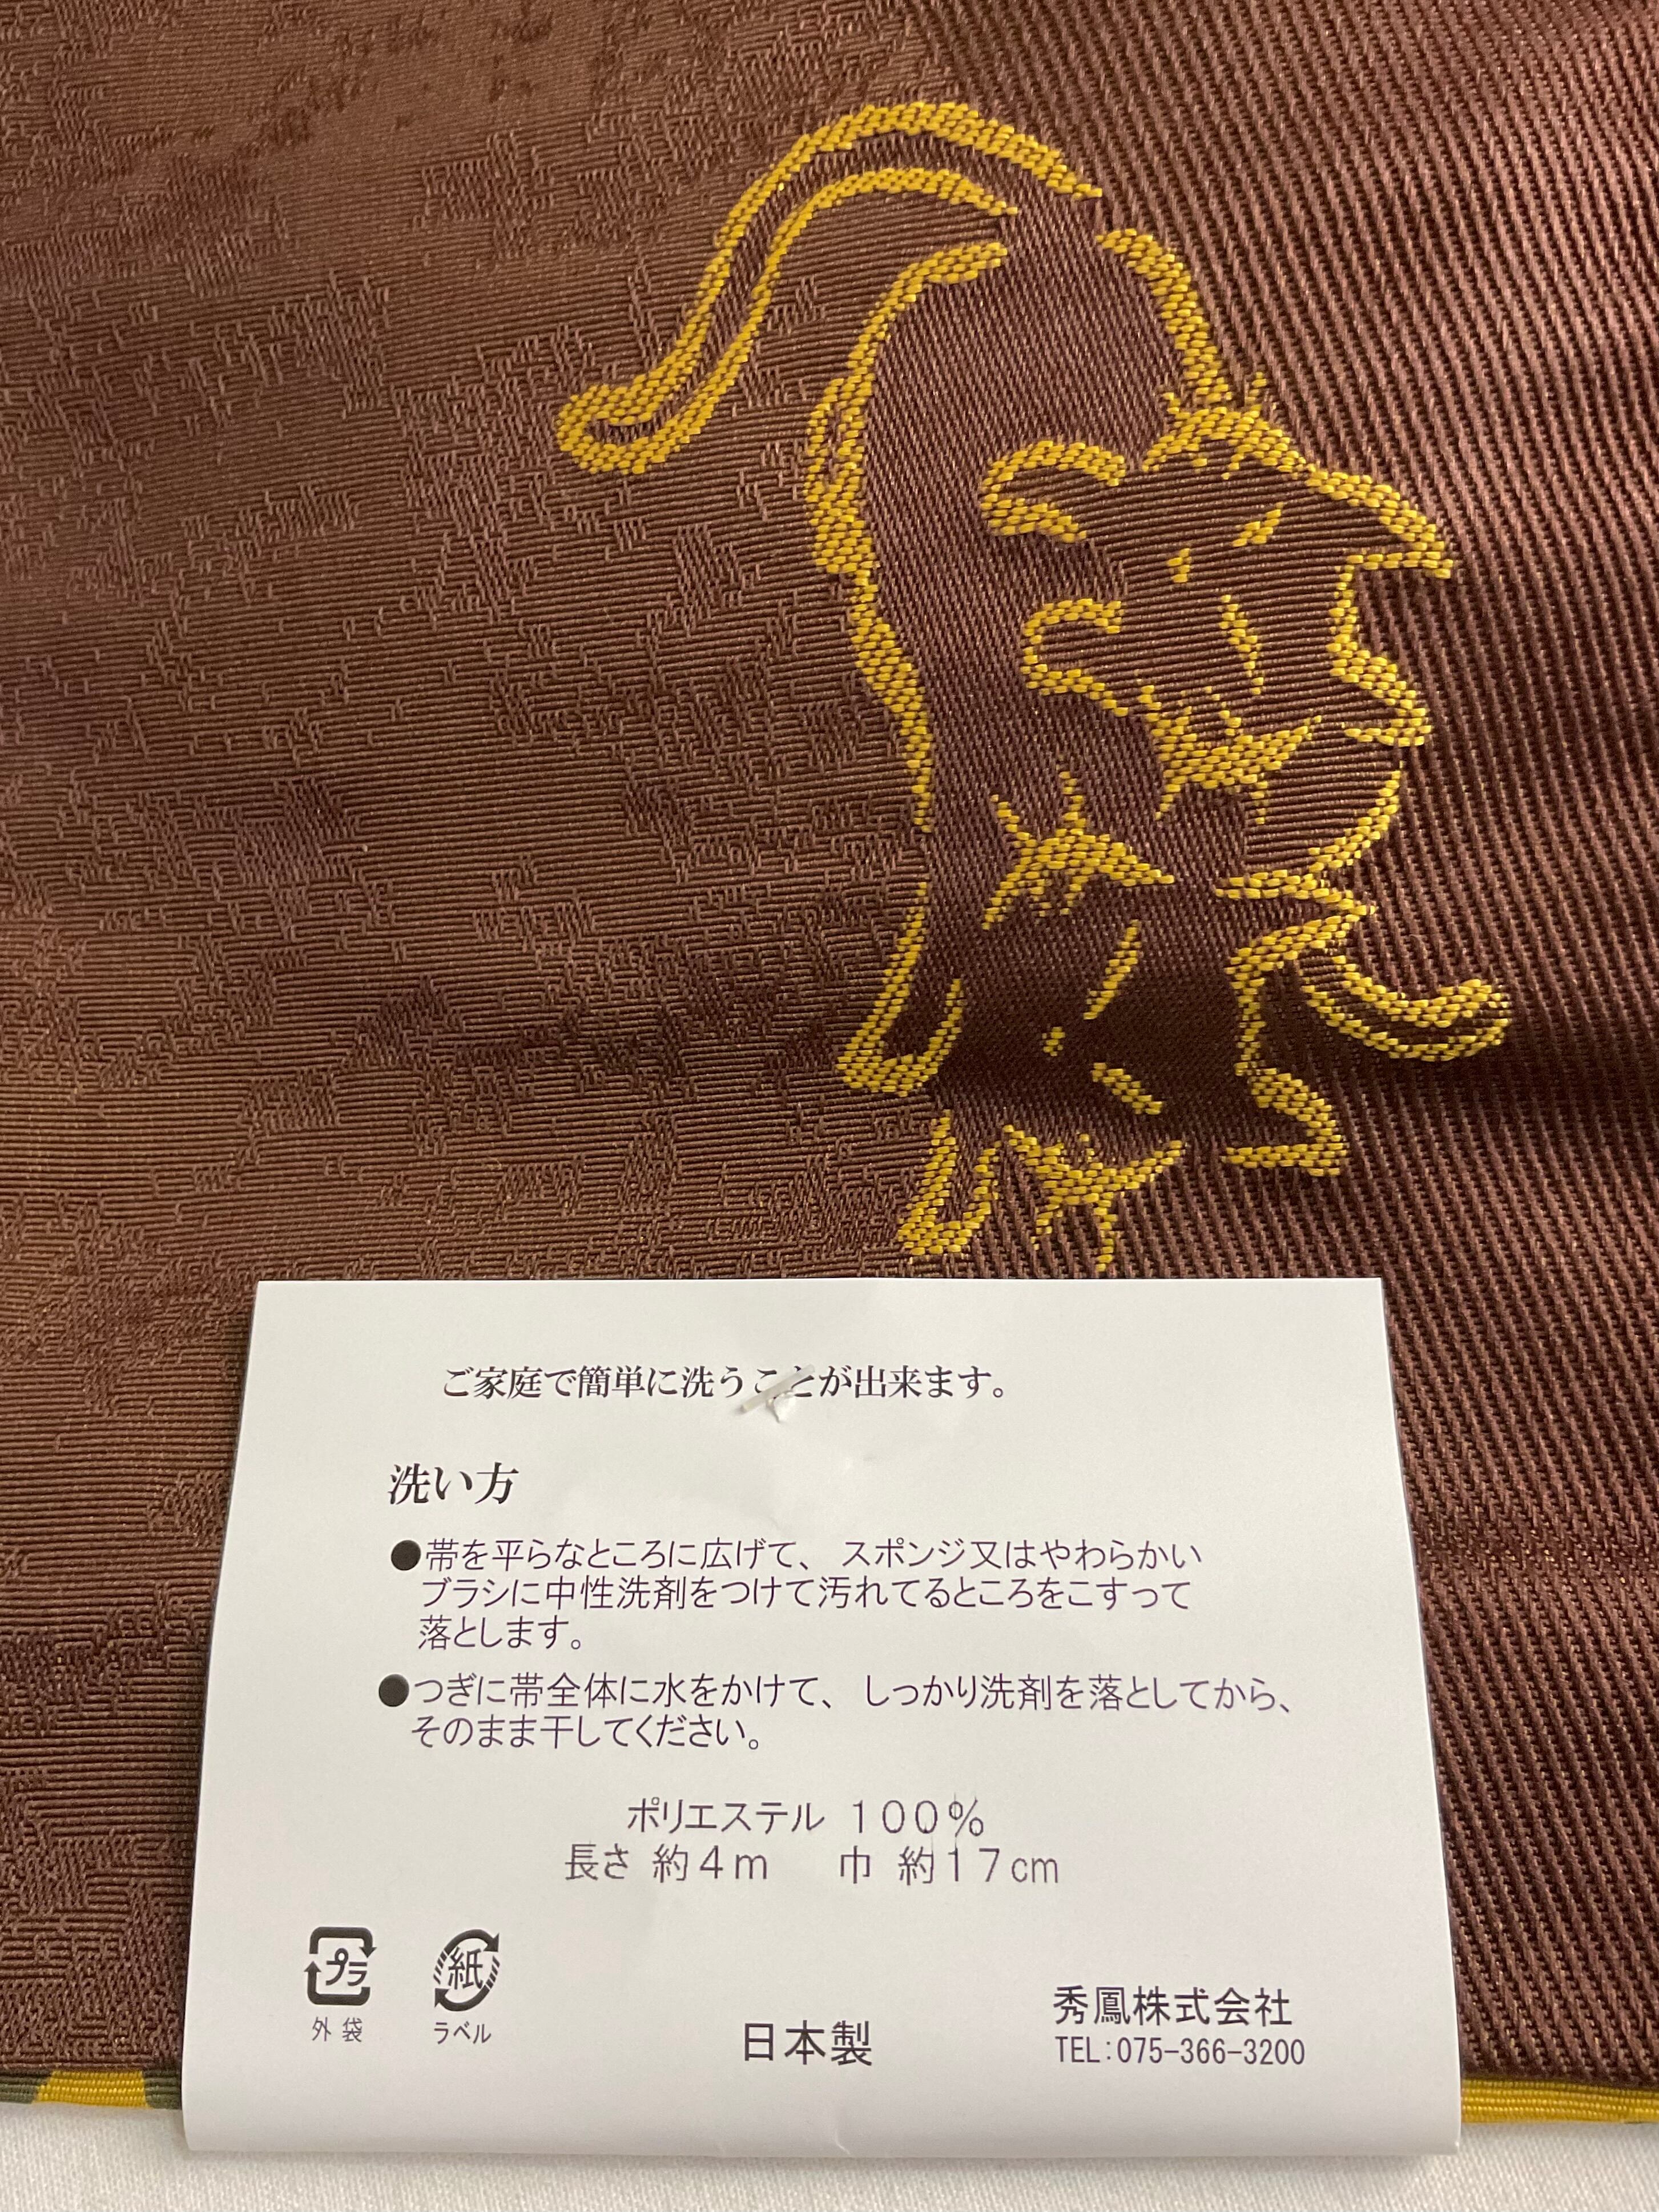 ご家庭で簡単に洗うことが出来ます。
洗い方
●帯を平らなところに広げて、スポンジ又はやわらかい
ブラシに中性洗剤をつけて汚れてるところをこすって
落とします。
●つぎに帯全体に水をかけて、しっかり洗剤を落としてから、
そのまま干してください。
ポリエステル １００％
長さ 約４ｍ 巾 約１７㎝
プラ
外袋
紙
ラベル
日本製
秀鳳株式会社
TEL：075-366-3200